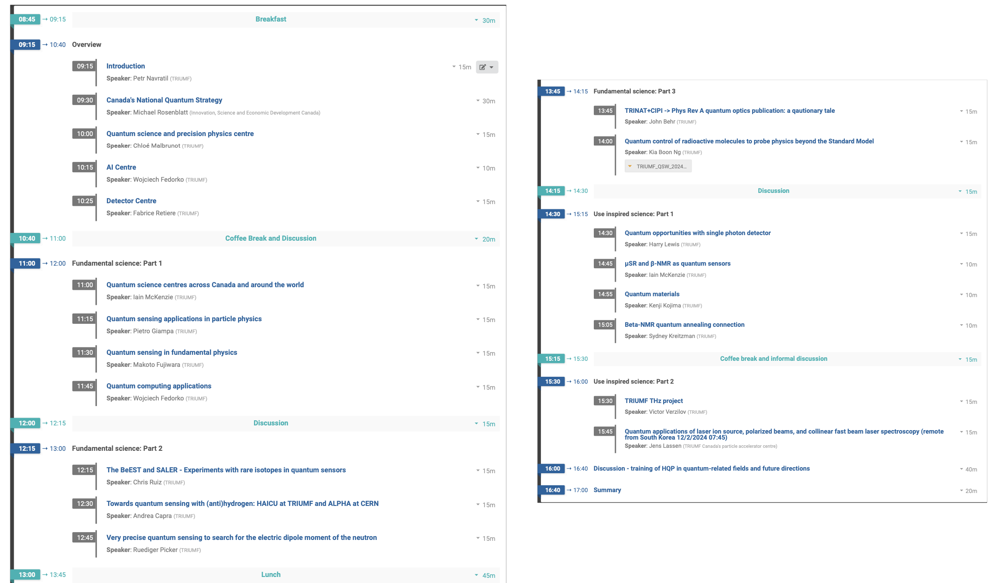 08:45 → 09:15 Breakfast 30m
09:15 → 10:40 Overview
09:15 Introduction 15m
Speaker: Petr Navratil (TRIUMF)
09:30 Canada's National Quantum Strategy 30m
Speaker: Michael Rosenblatt (Innovation, Science and Economic Development Canada)
10:00 Quantum science and precision physics centre 15m
Speaker: Chloé Malbrunot (TRIUMF)
10:15 AI Centre 10m
Speaker: Wojciech Fedorko (TRIUMF)
10:25 Detector Centre 15m
Speaker: Fabrice Retiere (TRIUMF)
10:40 → 11:00 Coffee Break and Discussion 20m
11:00 → 12:00 Fundamental science: Part 1
11:00 Quantum science centres across Canada and around the world 15m
Speaker: Iain McKenzie (TRIUMF)
11:15 Quantum sensing applications in particle physics 15m
Speaker: Pietro Giampa (TRIUMF)
11:30 Quantum sensing in fundamental physics 15m
Speaker: Makoto Fujiwara (TRIUMF)
11:45 Quantum computing applications 15m
Speaker: Wojciech Fedorko (TRIUMF)
12:00 → 12:15 Discussion 15m
12:15 → 13:00 Fundamental science: Part 2
12:15 The BeEST and SALER - Experiments with rare isotopes in quantum sensors 15m
Speaker: Chris Ruiz (TRIUMF)
12:30 Towards quantum sensing with (anti)hydrogen: HAICU at TRIUMF and ALPHA at CERN 15m
Speaker: Andrea Capra (TRIUMF)
12:45 Very precise quantum sensing to search for the electric dipole moment of the neutron 15m
Speaker: Ruediger Picker (TRIUMF)
13:00 → 13:45 Lunch 45m
13:45 → 14:15 Fundamental science: Part 3
13:45 TRINAT+CIPI -> Phys Rev A quantum optics publication: a qautionary tale 15m
Speaker: John Behr (TRIUMF)
14:00 Quantum control of radioactive molecules to probe physics beyond the Standard Model 15m
Speaker: Kia Boon Ng (TRIUMF)
TRIUMF_QSW_2024...
14:15 → 14:30 Discussion 15m
14:30 → 15:15 Use inspired science: Part 1
14:30 Quantum opportunities with single photon detector 15m
Speaker: Harry Lewis (TRIUMF)
14:45 μSR and β-NMR as quantum sensors 10m
Speaker: Iain McKenzie (TRIUMF)
14:55 Quantum materials 10m
Speaker: Kenji Kojima (TRUIMF)
15:05 Beta-NMR quantum annealing connection 10m
Speaker: Sydney Kreitzman (TRIUMF)
15:15 → 15:30 Coffee break and informal discussion 15m
15:30 → 16:00 Use inspired science: Part 2
15:30 TRIUMF THz project 15m
Speaker: Victor Verzilov (TRIUMF)
15:45 Quantum applications of laser ion source, polarized beams, and collinear fast beam laser spectroscopy (remote 15m
from South Korea 12/2/2024 07:45)
Speaker: Jens Lassen (TRIUMF Canada's particle accelerator centre)
16:00 → 16:40 Discussion - training of HQP in quantum-related fields and future directions 40m
16:40 → 17:00 Summary 20m